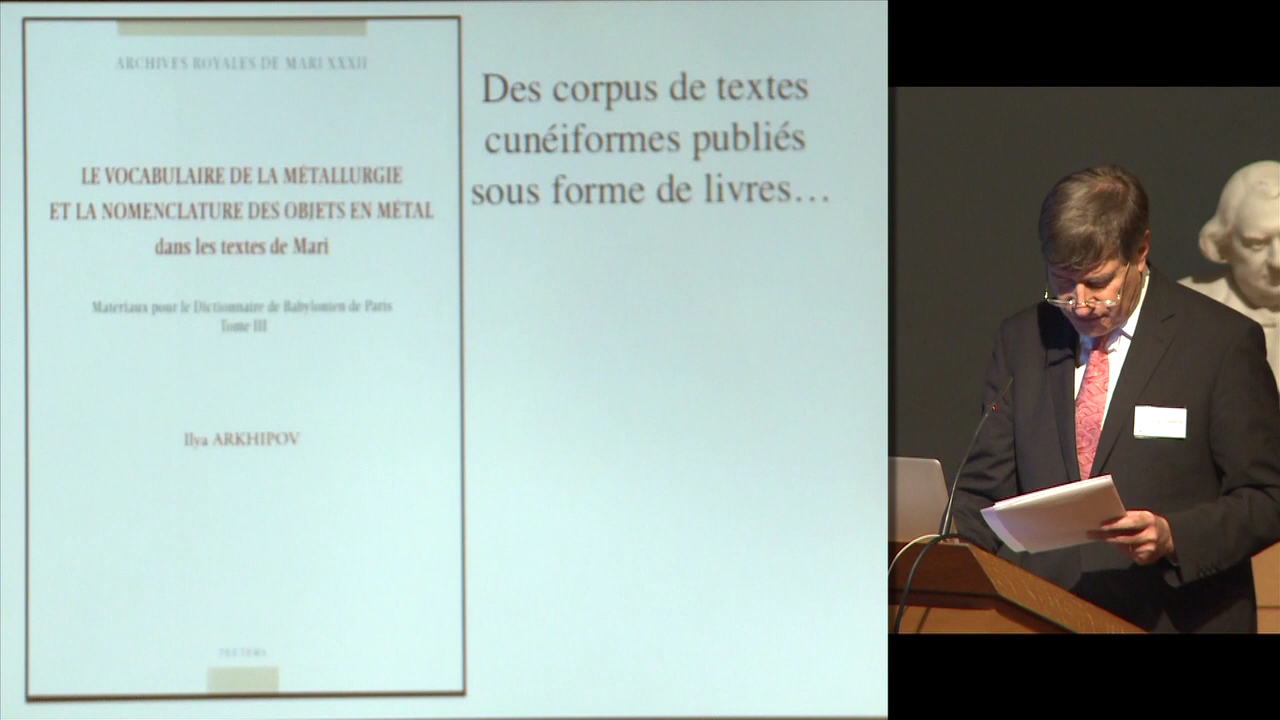 ARCHIVES ROYALES DE MARI XXXII
LE VOCABULAIRE DE LA MÉTALLURGIE
ET LA NOMENCLATURE DES OBJETS EN MÉTAL
dans les textes de Mari
Materiaux pour le Dictionnaire de Babylonien de Paris
Tome III
Ilya ARKHIPOV
PEETERS
Des corpus de textes
cunéiformes publiés
sous forme de livres…